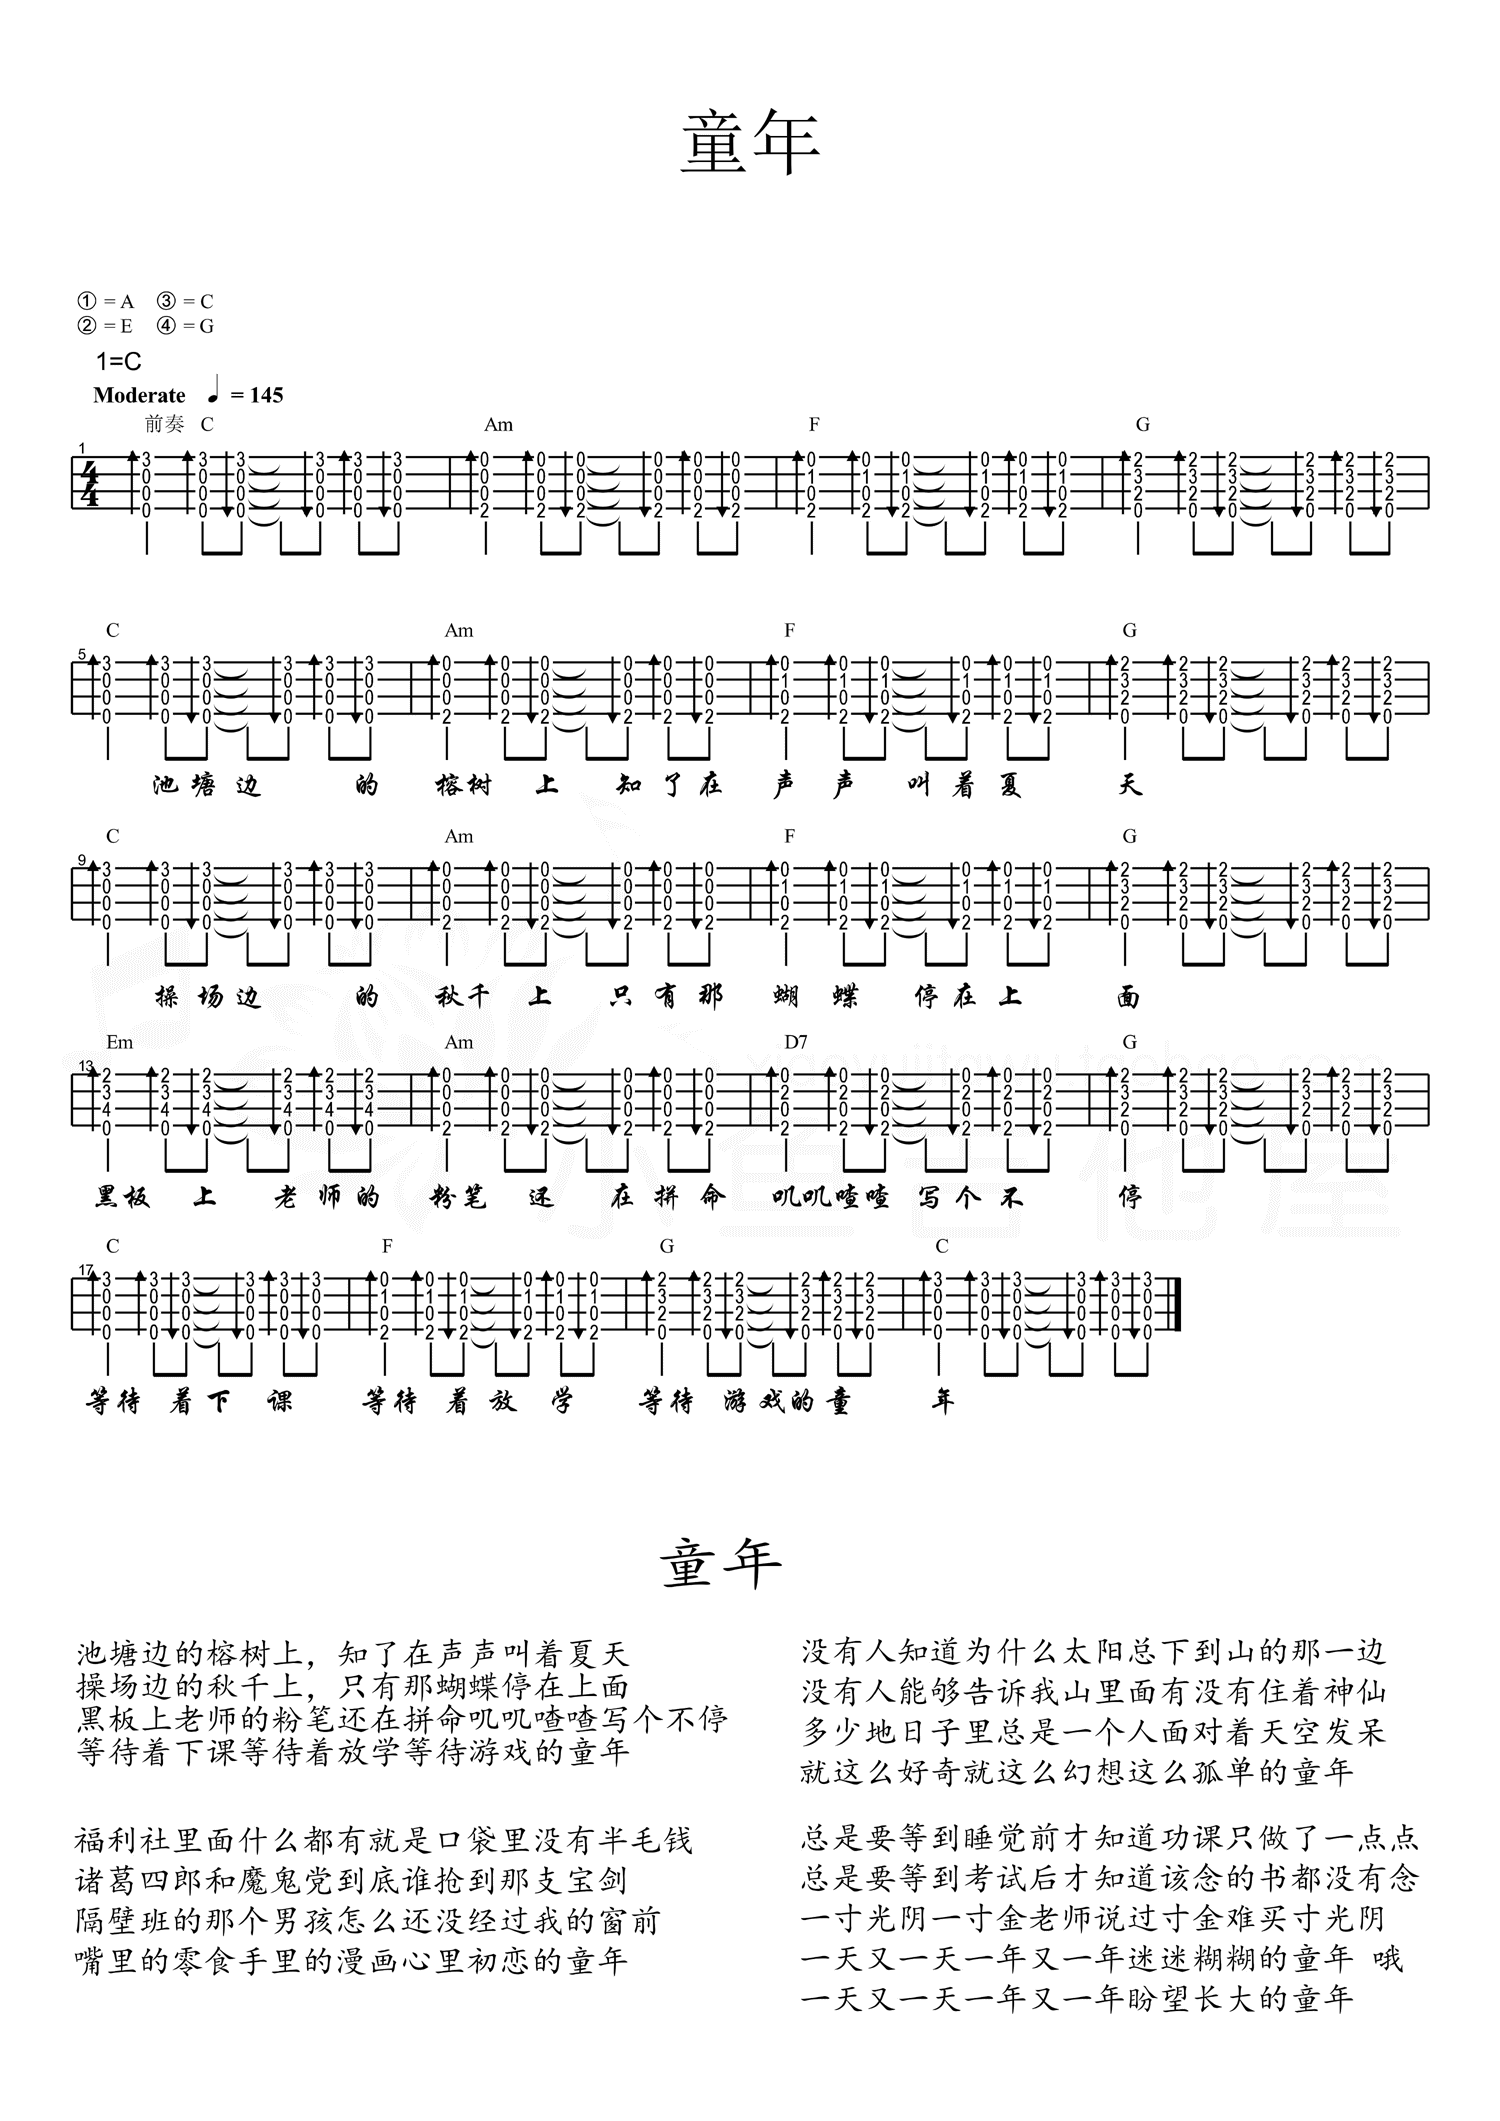 童年
① = A ③ = C
② = E ④ = G
1=C
Moderate ♩ = 145
前奏 C Am F G
1
5
C Am F G
池塘边 的 榕树 上 知了在 声声 叫着夏 天
9
C Am F G
操场边 的 秋千 上 只有那 蝴蝶 停在上 面
xiaoyujitawu.taobao.com
13
Em Am D7 G
小鱼吉他屋
黑板 上 老师的 粉笔 还 在拼命 叽叽喳喳 写个不 停
17
C F G C
等待 着下 课 等待 着放 学 等待 游戏的童 年
童年
池塘边的榕树上，知了在声声叫着夏天
操场边的秋千上，只有那蝴蝶停在上面
黑板上老师的粉笔还在拼命叽叽喳喳写个不停
等待着下课等待着放学等待游戏的童年
福利社里面什么都有就是口袋里没有半毛钱
诸葛四郎和魔鬼党到底谁抢到那支宝剑
隔壁班的那个男孩怎么还没经过我的窗前
嘴里的零食手里的漫画心里初恋的童年
没有人知道为什么太阳总下到山的那一边
没有人能够告诉我山里面有没有住着神仙
多少地日子里总是一个人面对着天空发呆
就这么好奇就这么幻想这么孤单的童年
总是要等到睡觉前才知道功课只做了一点点
总是要等到考试后才知道该念的书都没有念
一寸光阴一寸金老师说过寸金难买寸光阴
一天又一天一年又一年迷迷糊糊的童年 哦
一天又一天一年又一年盼望长大的童年